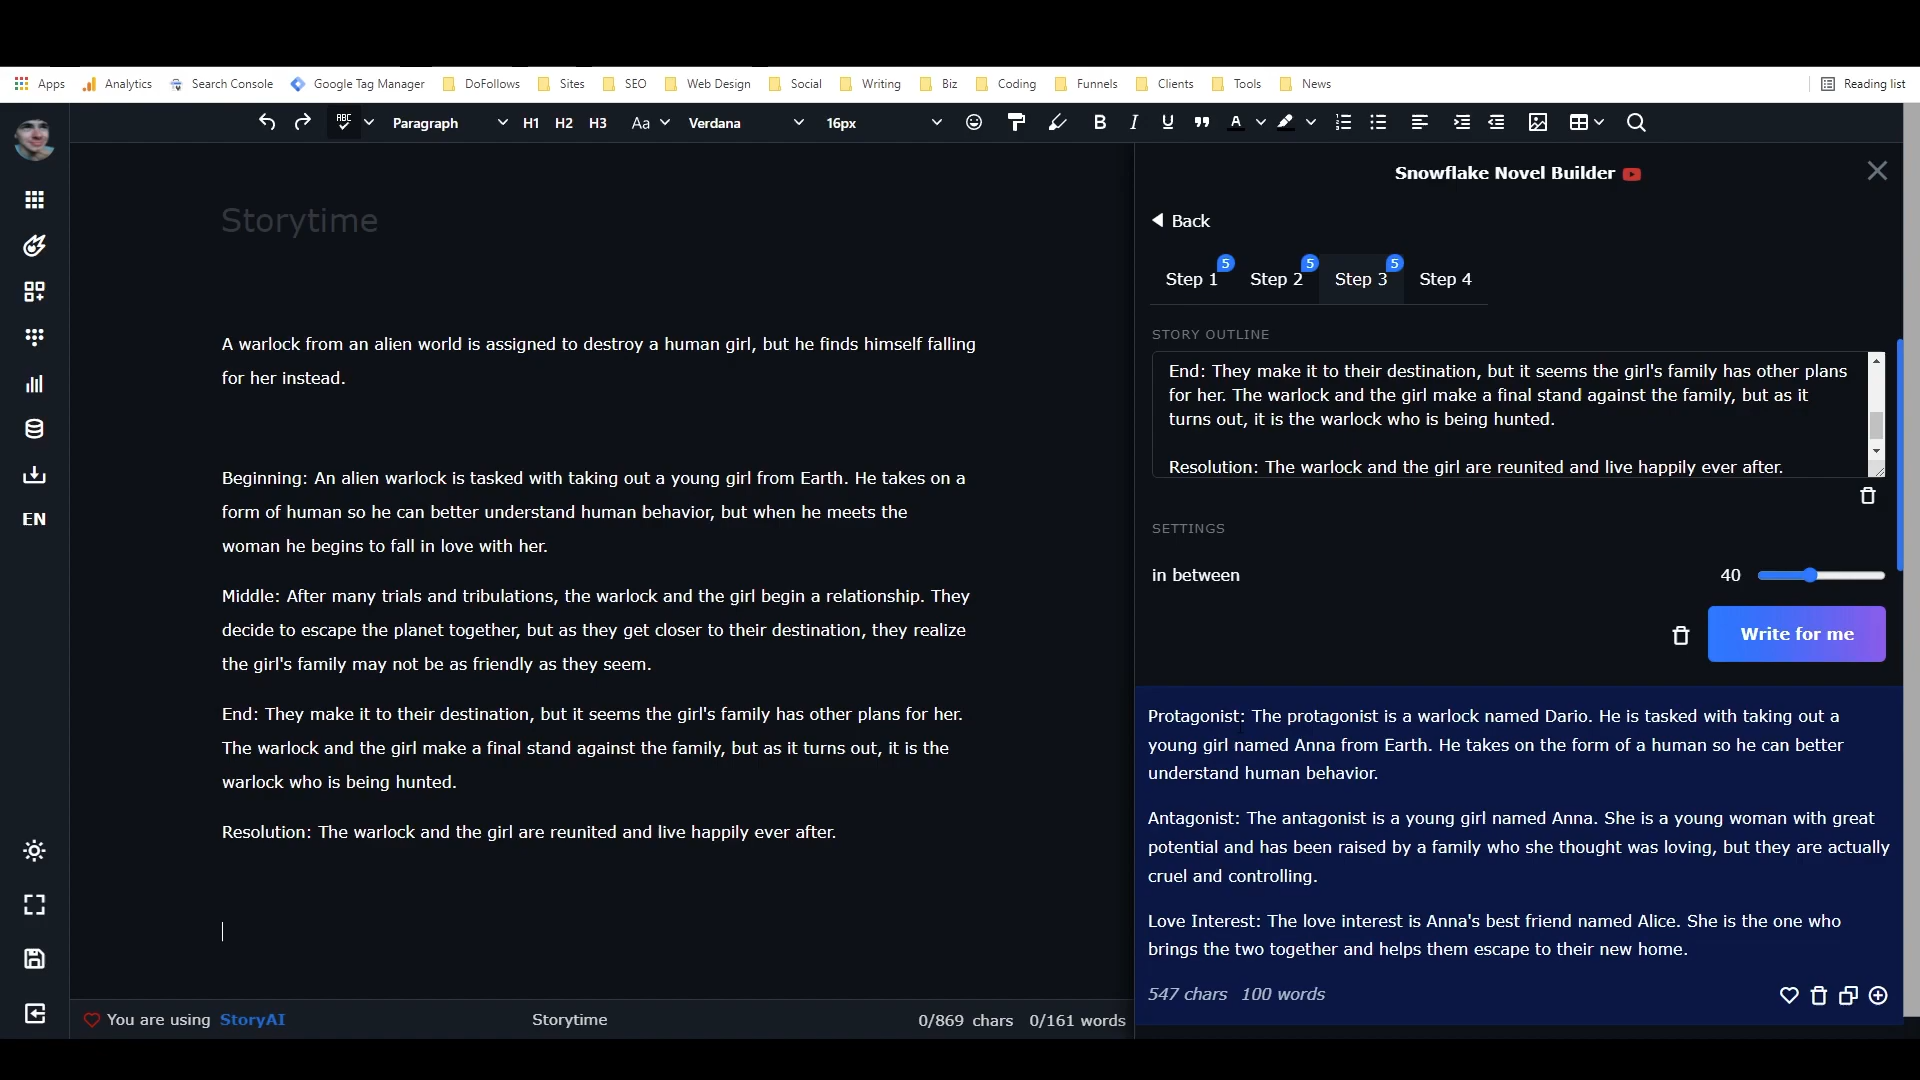 Apps Analytics Search Console Google Tag Manager DoFollows Sites SEO Web Design Social Writing Biz Coding Funnels Clients Tools News Reading list
ABC Paragraph H1 H2 H3 Aa Verdana 16px B I U A
EN
Storytime
A warlock from an alien world is assigned to destroy a human girl, but he finds himself falling
for her instead.
Beginning: An alien warlock is tasked with taking out a young girl from Earth. He takes on a
form of human so he can better understand human behavior, but when he meets the
woman he begins to fall in love with her.
Middle: After many trials and tribulations, the warlock and the girl begin a relationship. They
decide to escape the planet together, but as they get closer to their destination, they realize
the girl's family may not be as friendly as they seem.
End: They make it to their destination, but it seems the girl's family has other plans for her.
The warlock and the girl make a final stand against the family, but as it turns out, it is the
warlock who is being hunted.
Resolution: The warlock and the girl are reunited and live happily ever after.
You are using StoryAI Storytime 0/869 chars 0/161 words
Snowflake Novel Builder
Back
Step 1 5 Step 2 5 Step 3 5 Step 4
STORY OUTLINE
End: They make it to their destination, but it seems the girl's family has other plans
for her. The warlock and the girl make a final stand against the family, but as it
turns out, it is the warlock who is being hunted.
Resolution: The warlock and the girl are reunited and live happily ever after.
SETTINGS
in between 40
Write for me
Protagonist: The protagonist is a warlock named Dario. He is tasked with taking out a
young girl named Anna from Earth. He takes on the form of a human so he can better
understand human behavior.
Antagonist: The antagonist is a young girl named Anna. She is a young woman with great
potential and has been raised by a family who she thought was loving, but they are actually
cruel and controlling.
Love Interest: The love interest is Anna's best friend named Alice. She is the one who
brings the two together and helps them escape to their new home.
547 chars 100 words